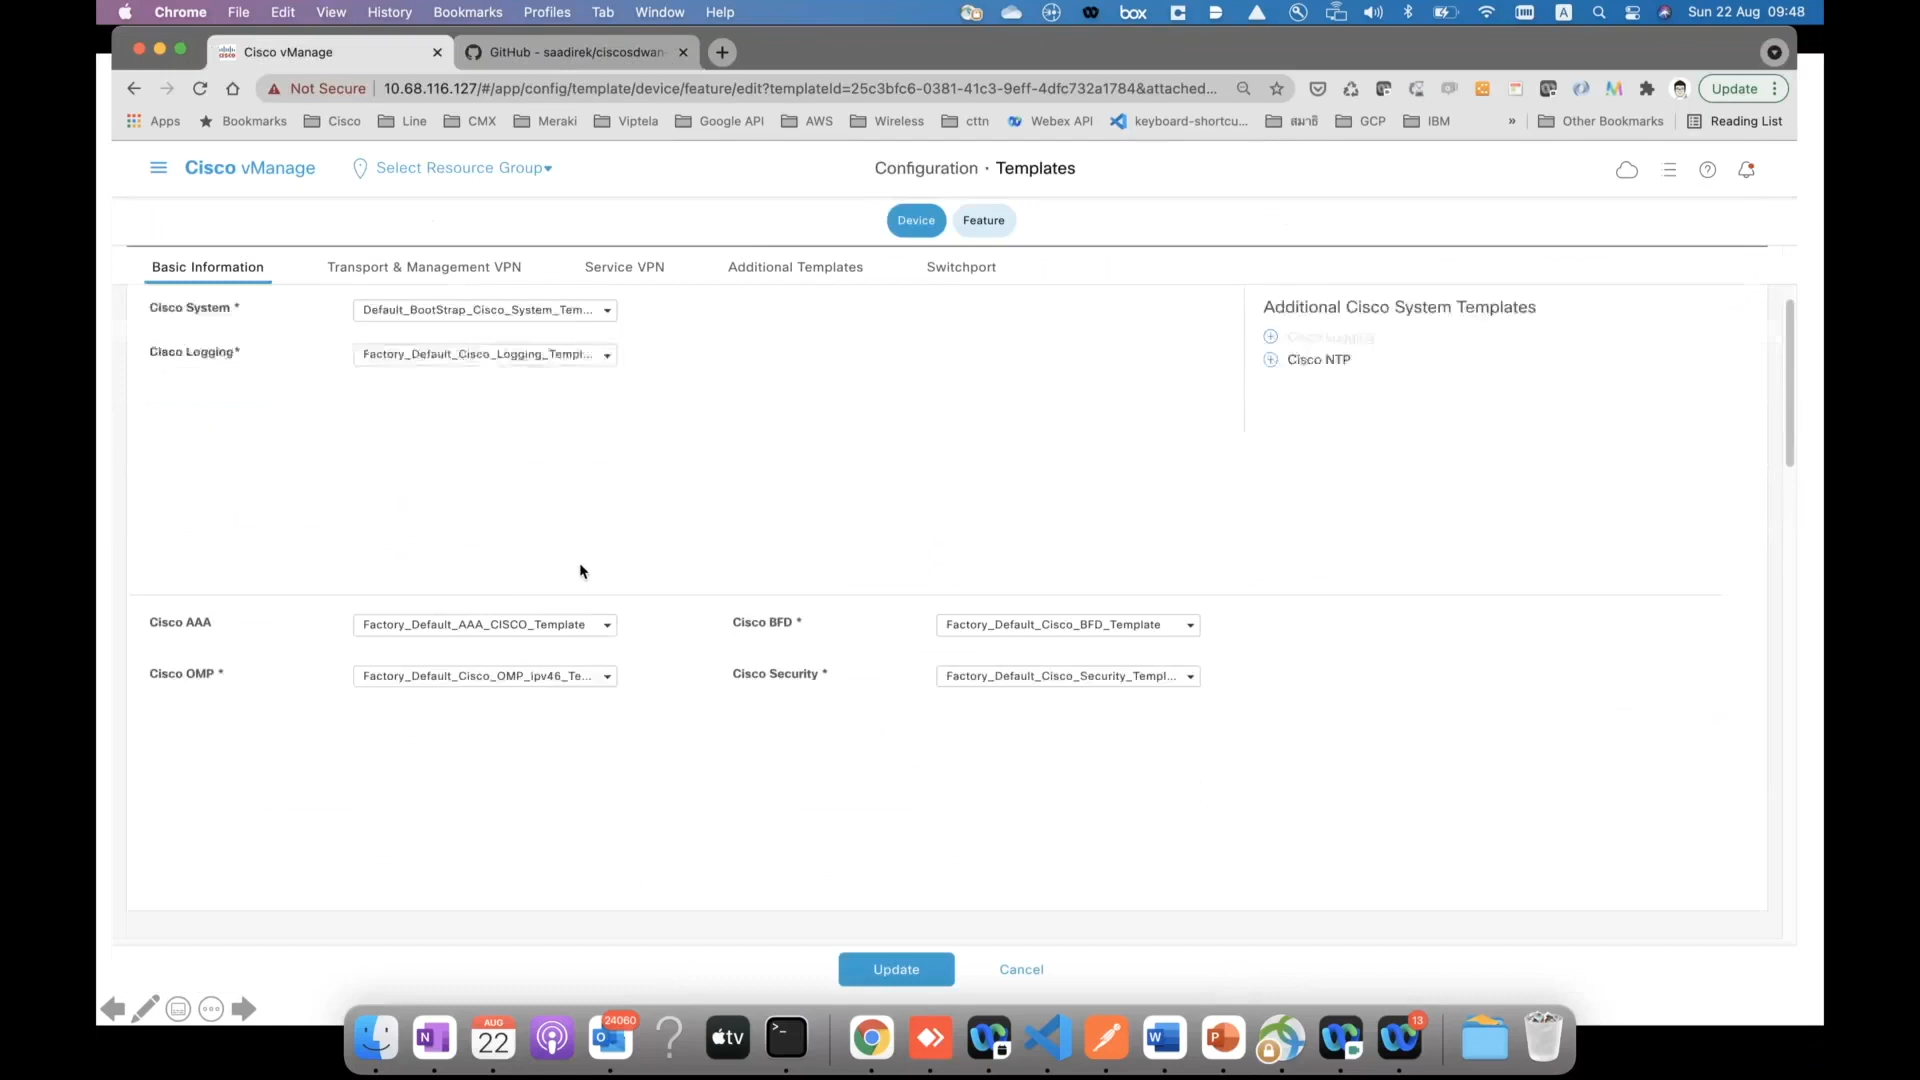 Chrome File Edit View History Bookmarks Profiles Tab Window Help box A Sun 22 Aug 09:48
Cisco vManage GitHub - saadirek/ciscosdwan-
Not Secure 10.68.116.127/#/app/config/template/device/feature/edit?templateId=25c3bfc6-0381-41c3-9eff-4dfc732a1784&attached... Update
Apps Bookmarks Cisco Line CMX Meraki Viptela Google API AWS Wireless cttn Webex API keyboard-shortcu... สมาธิ GCP IBM » Other Bookmarks Reading List
Cisco vManage Select Resource Group Configuration · Templates
Device Feature
Basic Information Transport & Management VPN Service VPN Additional Templates Switchport
Cisco System * Default_BootStrap_Cisco_System_Tem... Additional Cisco System Templates
Cisco Logging
Cisco Logging* Factory_Default_Cisco_Logging_Templ... Cisco NTP
Cisco AAA Factory_Default_AAA_CISCO_Template Cisco BFD * Factory_Default_Cisco_BFD_Template
Cisco OMP * Factory_Default_Cisco_OMP_ipv46_Te... Cisco Security * Factory_Default_Cisco_Security_Templ...
Update Cancel
AUG 24060 13
N 22 O ? tv >_ W P